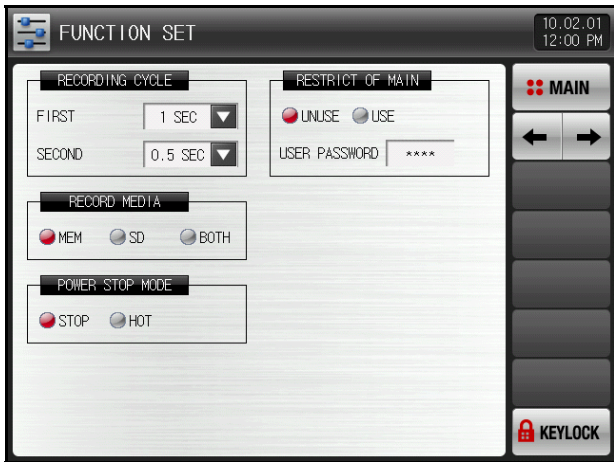 FUNCTION SET
10.02.01
12:00 PM
RECORDING CYCLE
FIRST
1 SEC
SECOND
0.5 SEC
RESTRICT OF MAIN
UNUSE USE
USER PASSWORD ****
RECORD MEDIA
MEM SD BOTH
POWER STOP MODE
STOP HOT
MAIN
KEYLOCK